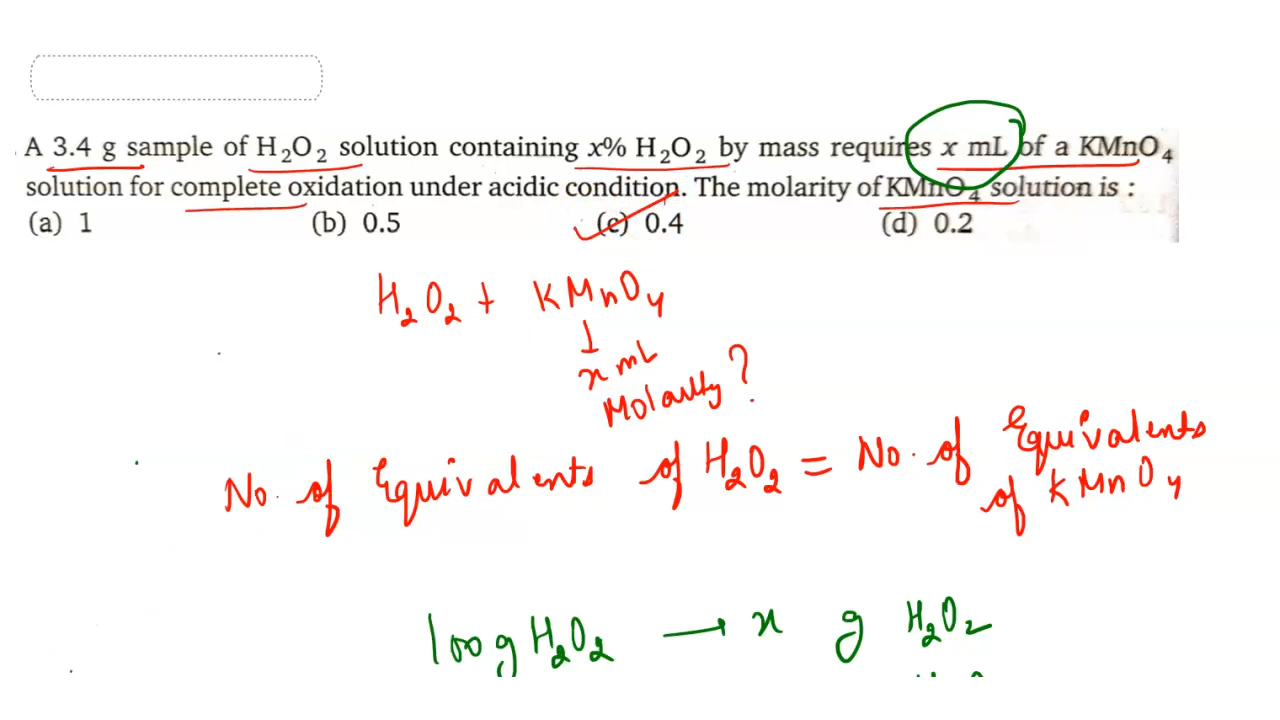 A 3.4 g sample of H₂O₂ solution containing x% H₂O₂ by mass requires x mL of a KMnO₄
solution for complete oxidation under acidic condition. The molarity of KMnO₄ solution is :
(a) 1 (b) 0.5 (c) 0.4 (d) 0.2
H₂O₂ + KMnO₄
x mL
Molarity ?
No. of Equivalents of H₂O₂ = No. of Equivalents
of KMnO₄
100 g H₂O₂ → x g H₂O₂